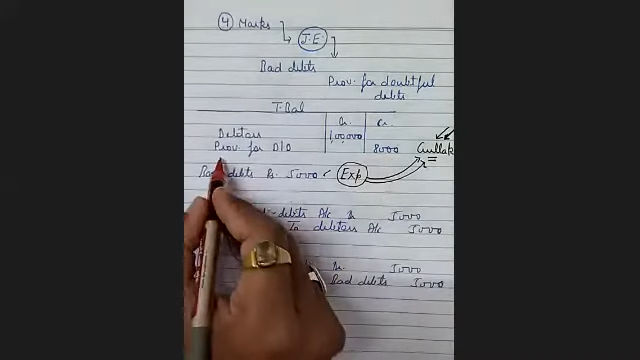 4 Marks
J.E.
Bad debts
Prov. for doubtful
debts
T. Bal
Dr. Cr.
Debtors 1,00,000
Prov. for D/D 8000 Gullak
Bad debts Rs. 5000 ✓ Exp
debts A/c Dr 5000
To debtors A/c 5000
Dr. 5000
Bad debts 5000